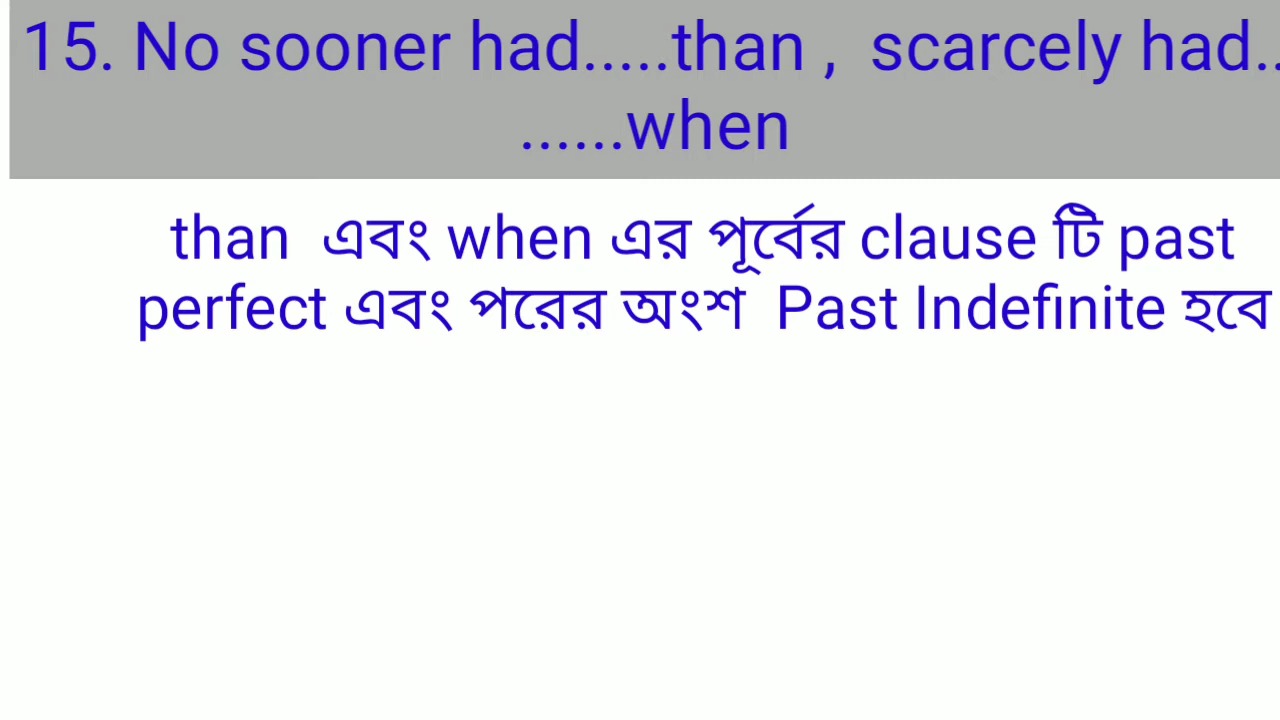 15. No sooner had.....than , scarcely had..
......when
than এবং when এর পূর্বের clause টি past
perfect এবং পরের অংশ Past Indefinite হবে